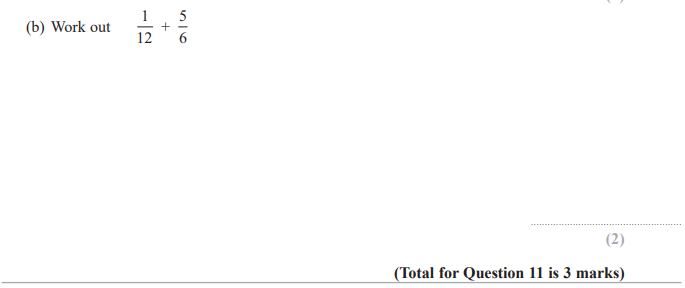 (b) Work out 1/12 + 5/6
(2)
(Total for Question 11 is 3 marks)